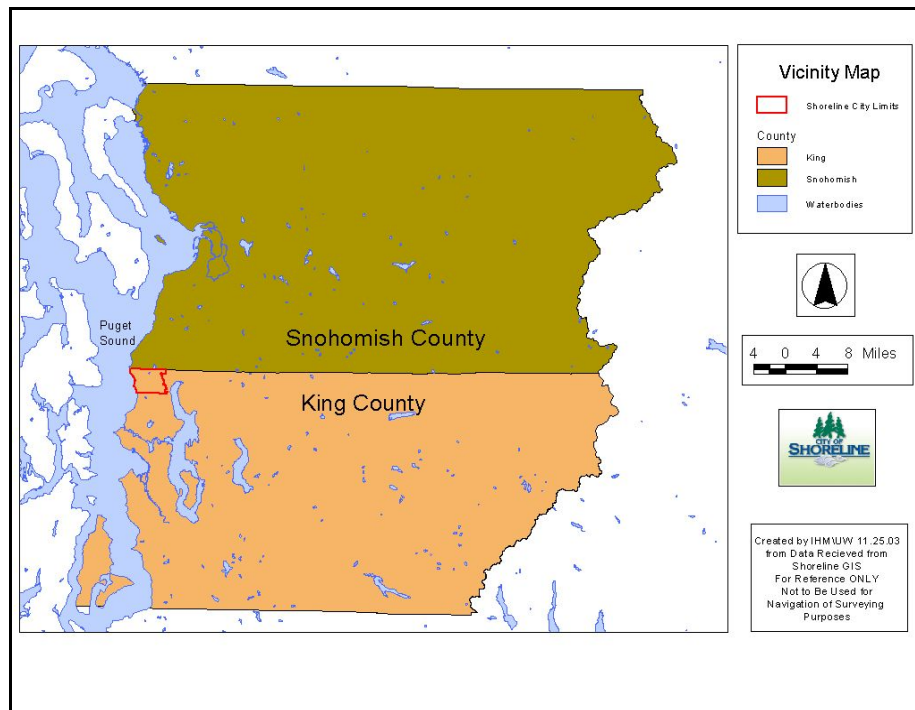 Vicinity Map
Shoreline City Limits
County
King
Snohomish
Waterbodies
Puget
Sound
Snohomish County
King County
4 0 4 8 Miles
CITY OF
SHORELINE
Created by IHM\UW 11.25.03
from Data Recieved from
Shoreline GIS
For Reference ONLY
Not to Be Used for
Navigation of Surveying
Purposes